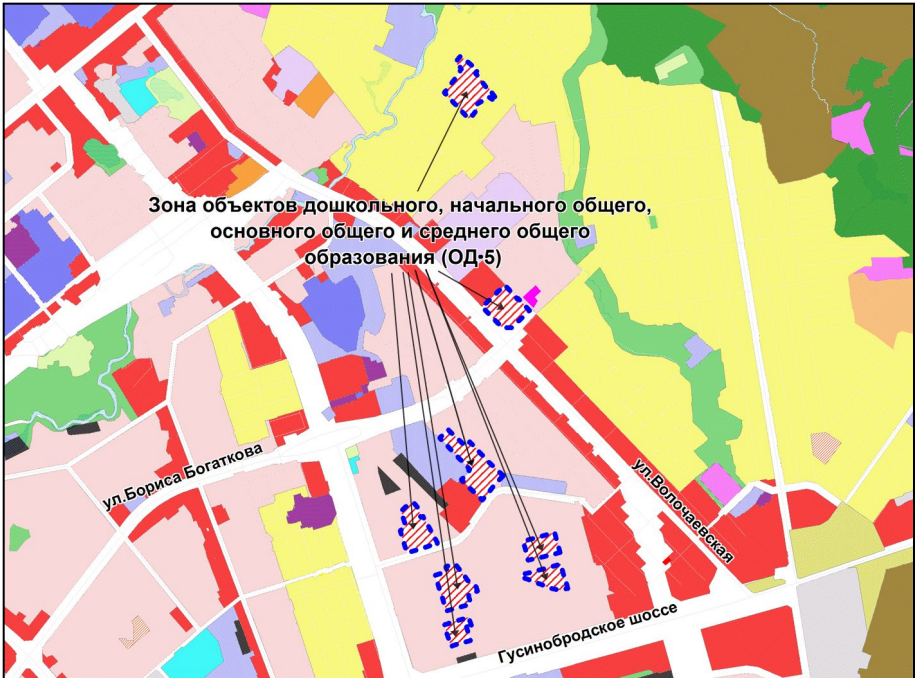 Зона объектов дошкольного, начального общего,
основного общего и среднего общего
образования (ОД-5)
ул.Бориса Богаткова
ул.Волочаевская
Гусинобродское шоссе